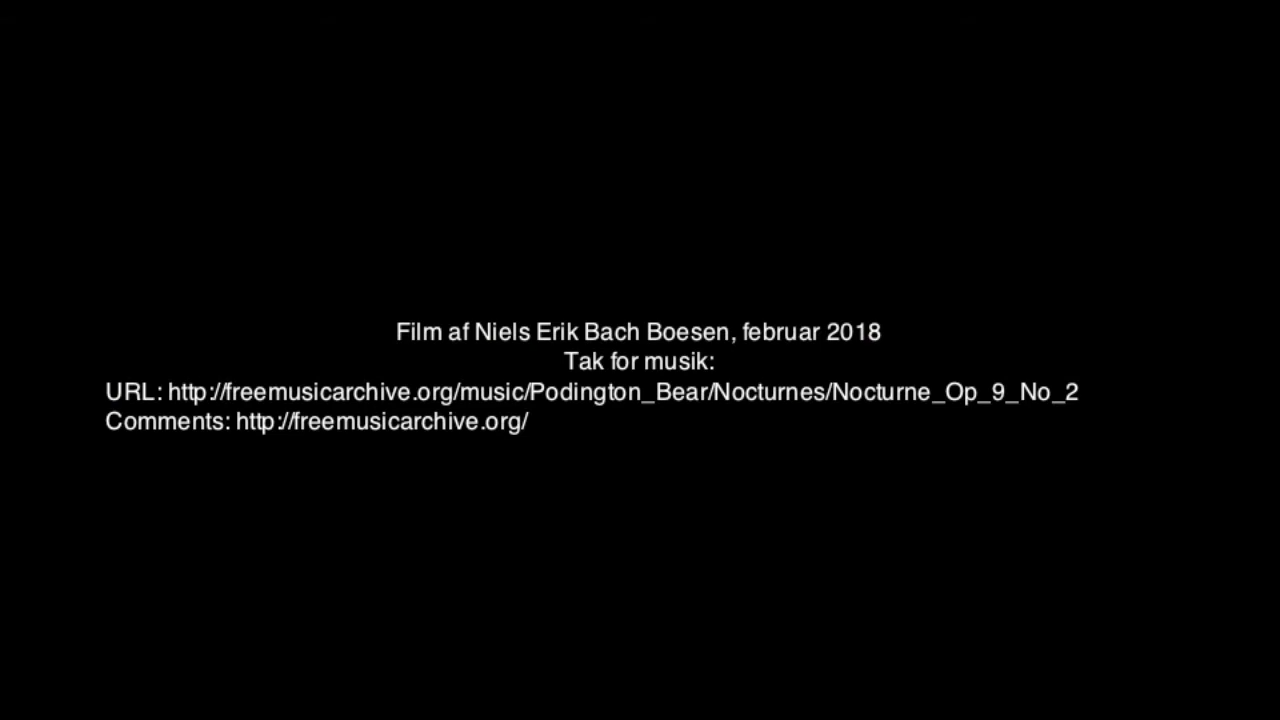 Film af Niels Erik Bach Boesen, februar 2018
Tak for musik:
URL: http://freemusicarchive.org/music/Podington_Bear/Nocturnes/Nocturne_Op_9_No_2
Comments: http://freemusicarchive.org/